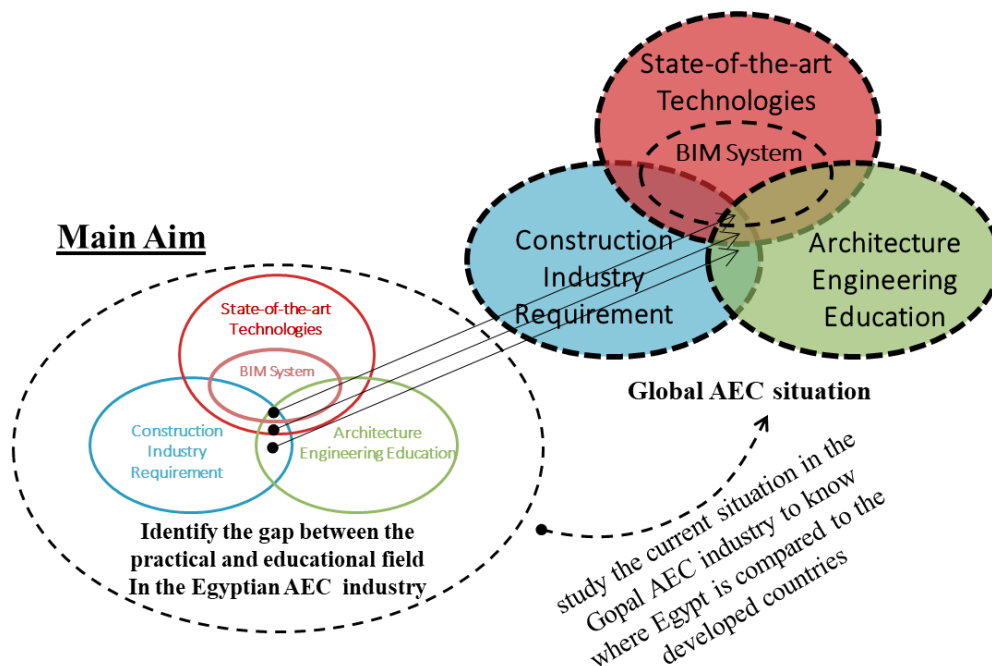 Main Aim
State-of-the-art
Technologies
BIM System
Construction
Industry
Requirement
Architecture
Engineering Education
Identify the gap between the
practical and educational field
In the Egyptian AEC industry
State-of-the-art
Technologies
BIM System
Construction
Industry
Requirement
Architecture
Engineering
Education
Global AEC situation
study the current situation in the
Gopal AEC industry to know
where Egypt is compared to the
developed countries